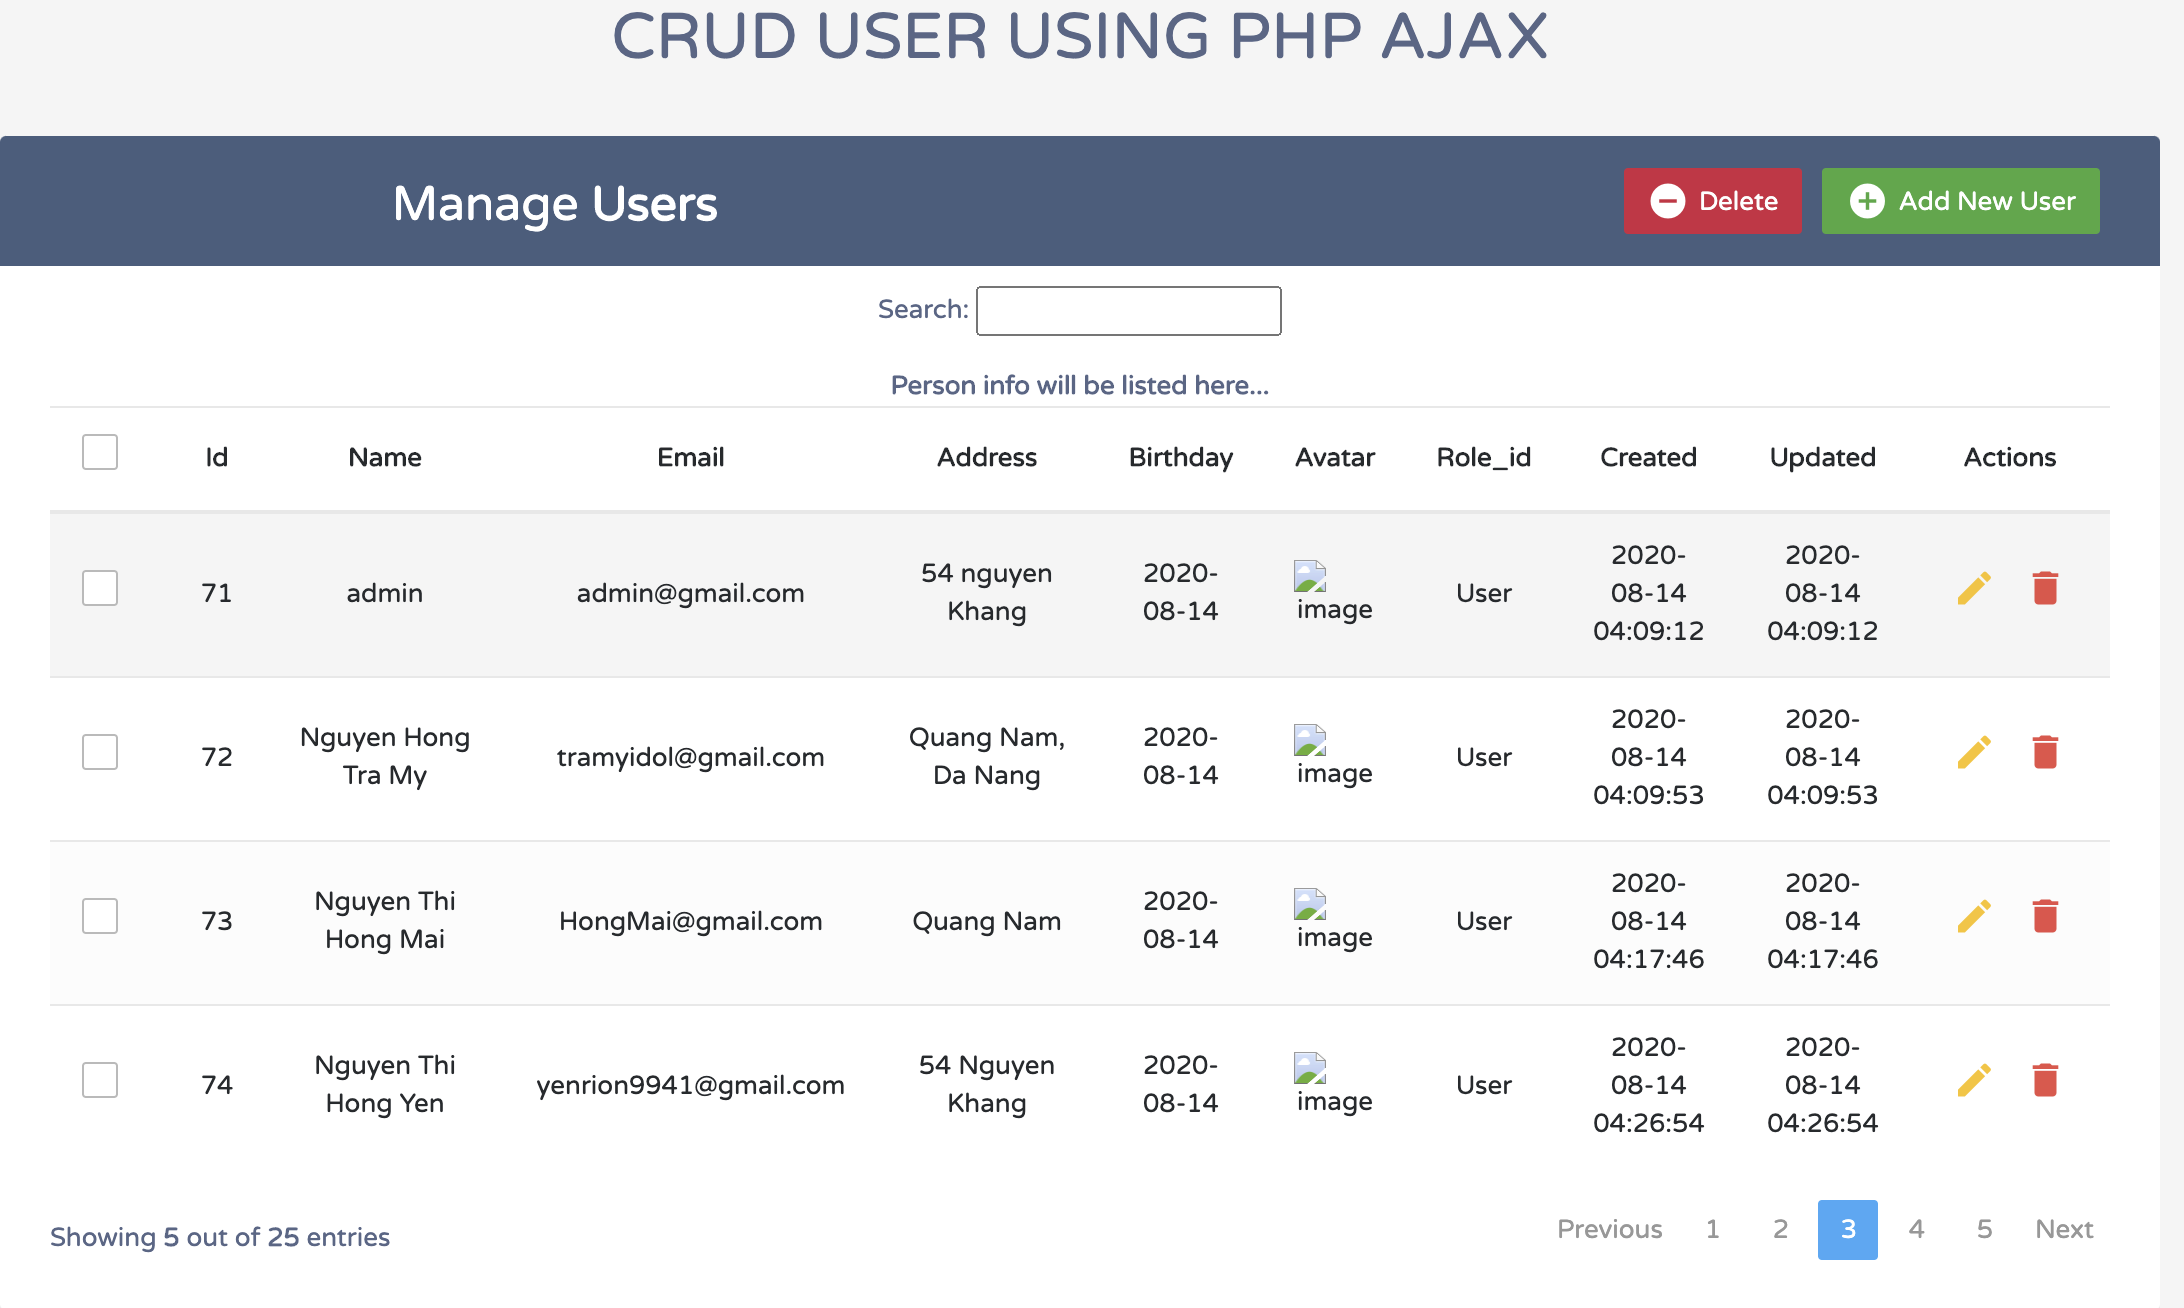 CRUD USER USING PHP AJAX
Manage Users
Delete
Add New User
Search:
Person info will be listed here...
Id Name Email Address Birthday Avatar Role_id Created Updated Actions
71 admin admin@gmail.com 54 nguyen Khang 2020-08-14 image User 2020-08-14 04:09:12 2020-08-14 04:09:12
72 Nguyen Hong Tra My tramyidol@gmail.com Quang Nam, Da Nang 2020-08-14 image User 2020-08-14 04:09:53 2020-08-14 04:09:53
73 Nguyen Thi Hong Mai HongMai@gmail.com Quang Nam 2020-08-14 image User 2020-08-14 04:17:46 2020-08-14 04:17:46
74 Nguyen Thi Hong Yen yenrion9941@gmail.com 54 Nguyen Khang 2020-08-14 image User 2020-08-14 04:26:54 2020-08-14 04:26:54
Showing 5 out of 25 entries
Previous 1 2 3 4 5 Next